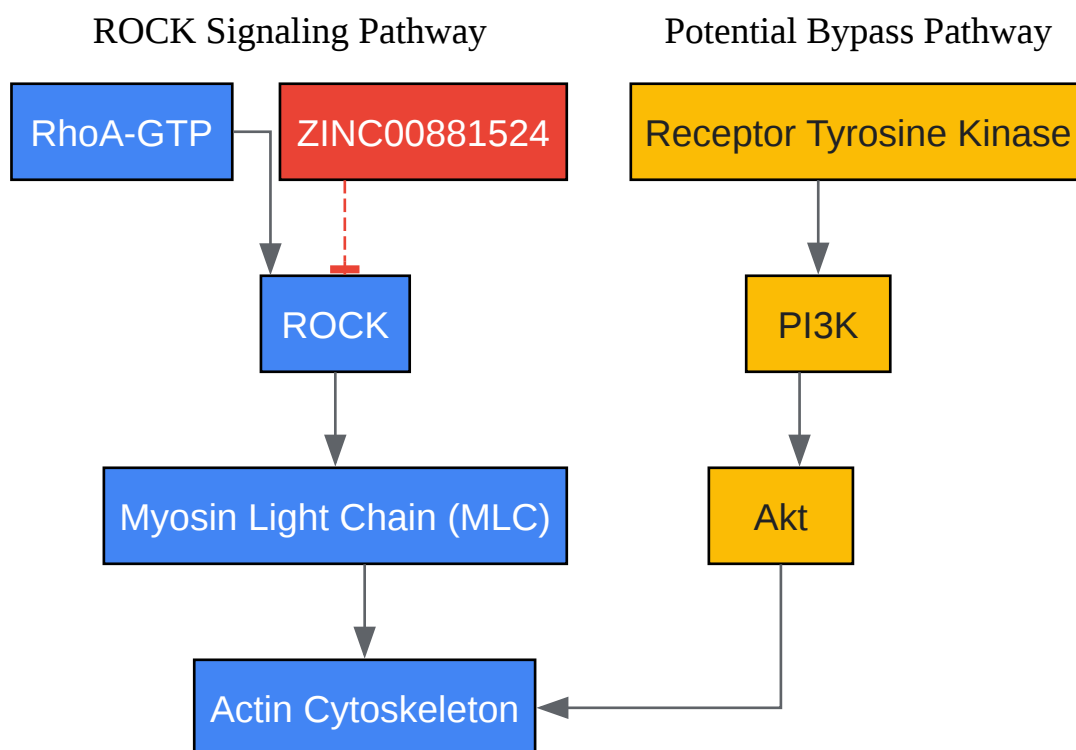 ROCK Signaling Pathway
Potential Bypass Pathway
RhoA-GTP
ZINC00881524
Receptor Tyrosine Kinase
ROCK
PI3K
Myosin Light Chain (MLC)
Akt
Actin Cytoskeleton